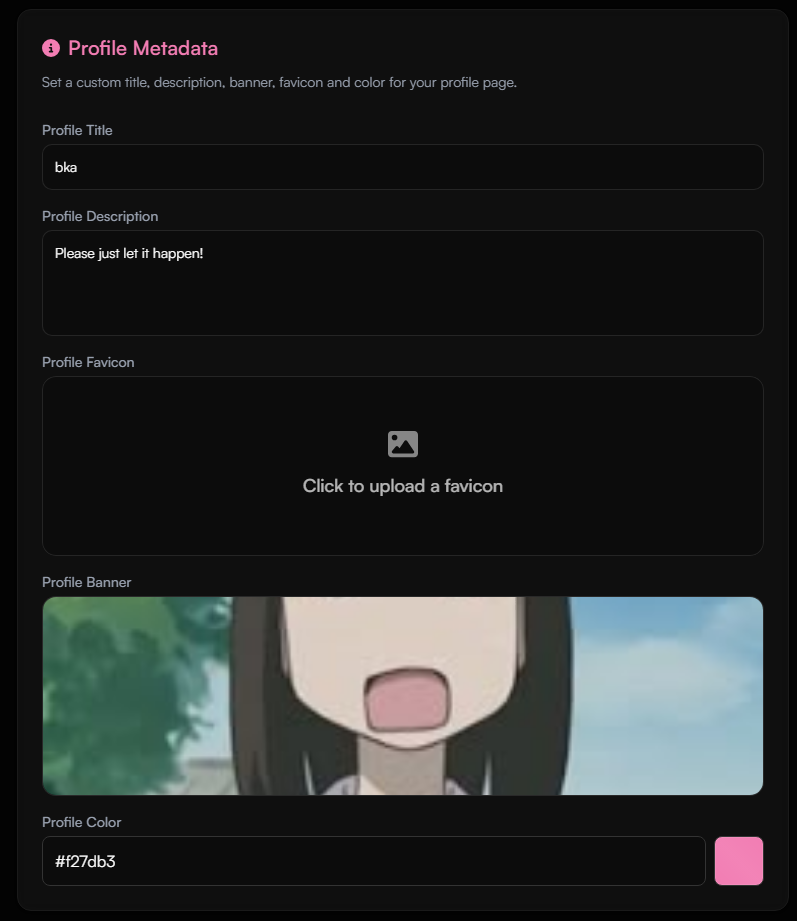 Profile Metadata
Set a custom title, description, banner, favicon and color for your profile page.
Profile Title
bka
Profile Description
Please just let it happen!
Profile Favicon
Click to upload a favicon
Profile Banner
Profile Color
#f27db3